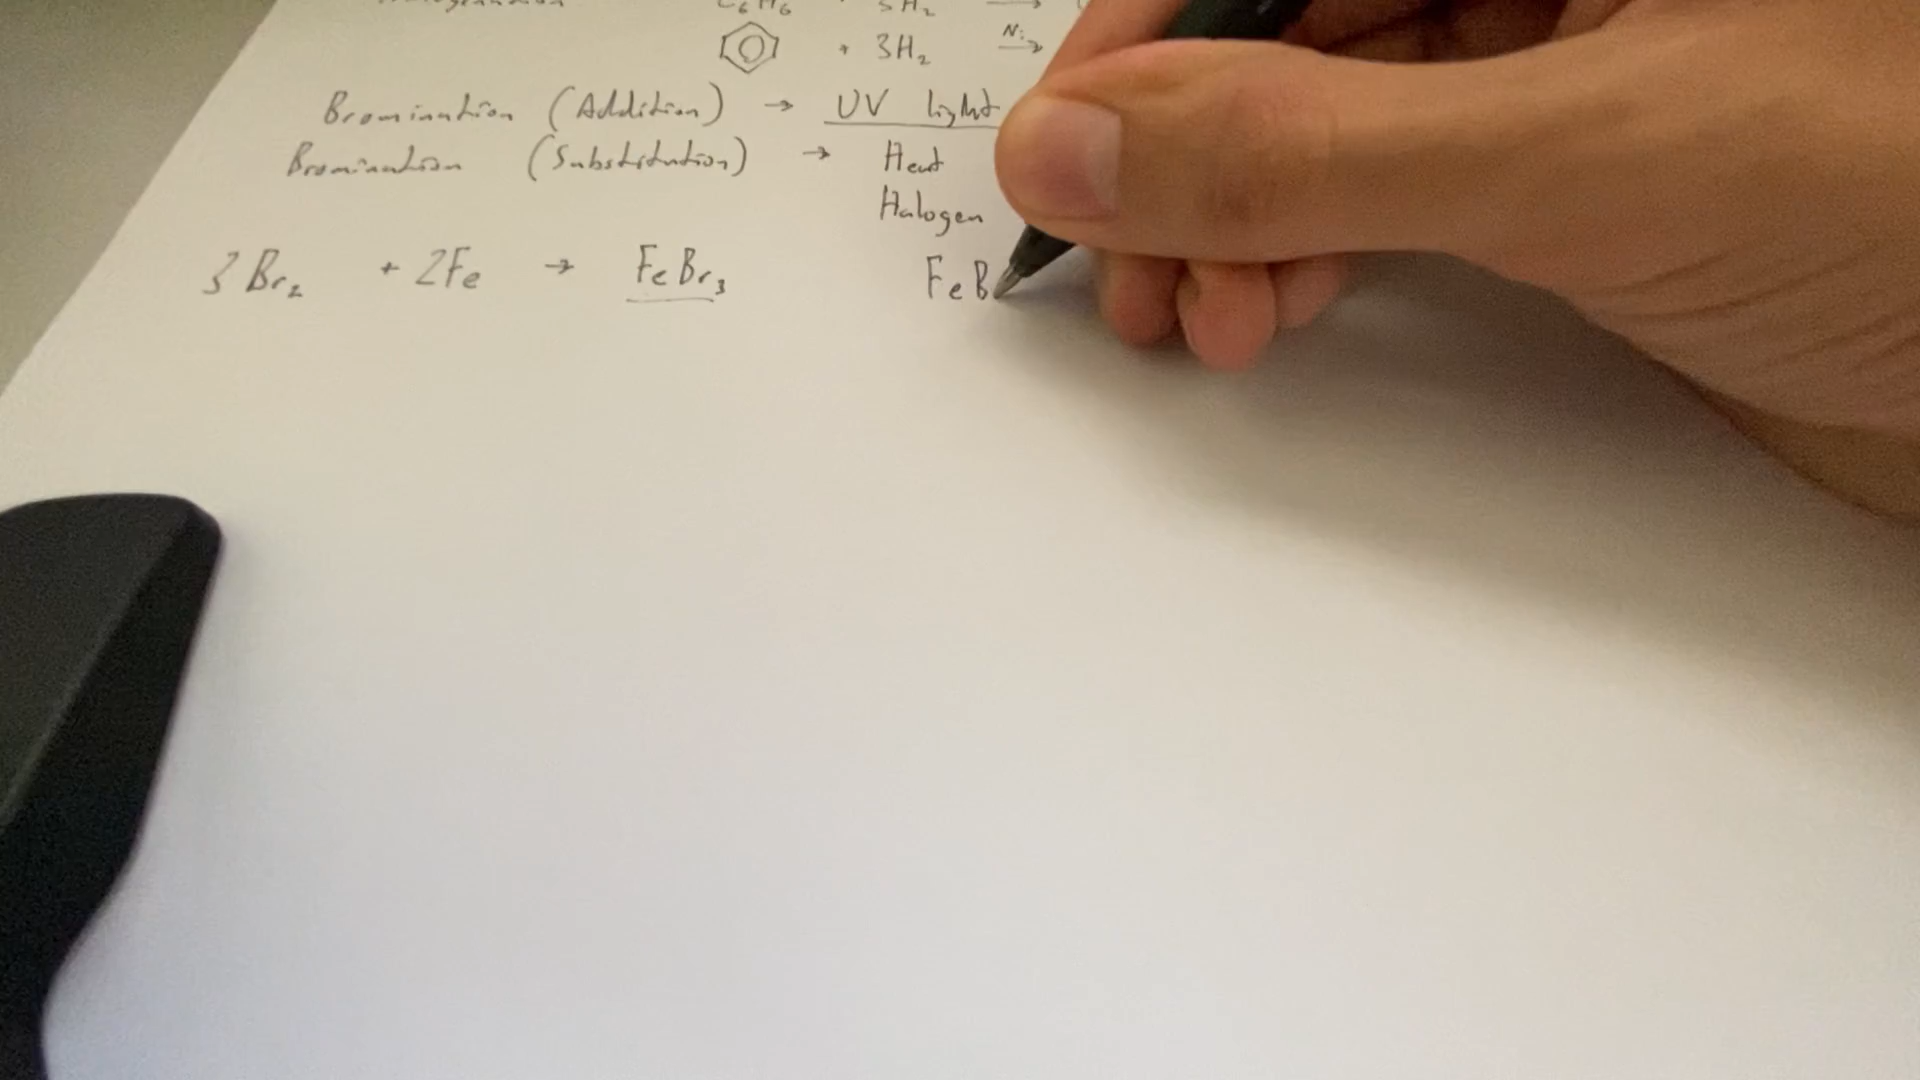 C₆H₆ + 3H₂ →
+ 3H₂ Ni →
Bromination (Addition) → UV light
Bromination (Substitution) → Heat
Halogen
3Br₂ + 2Fe → FeBr₃ FeB